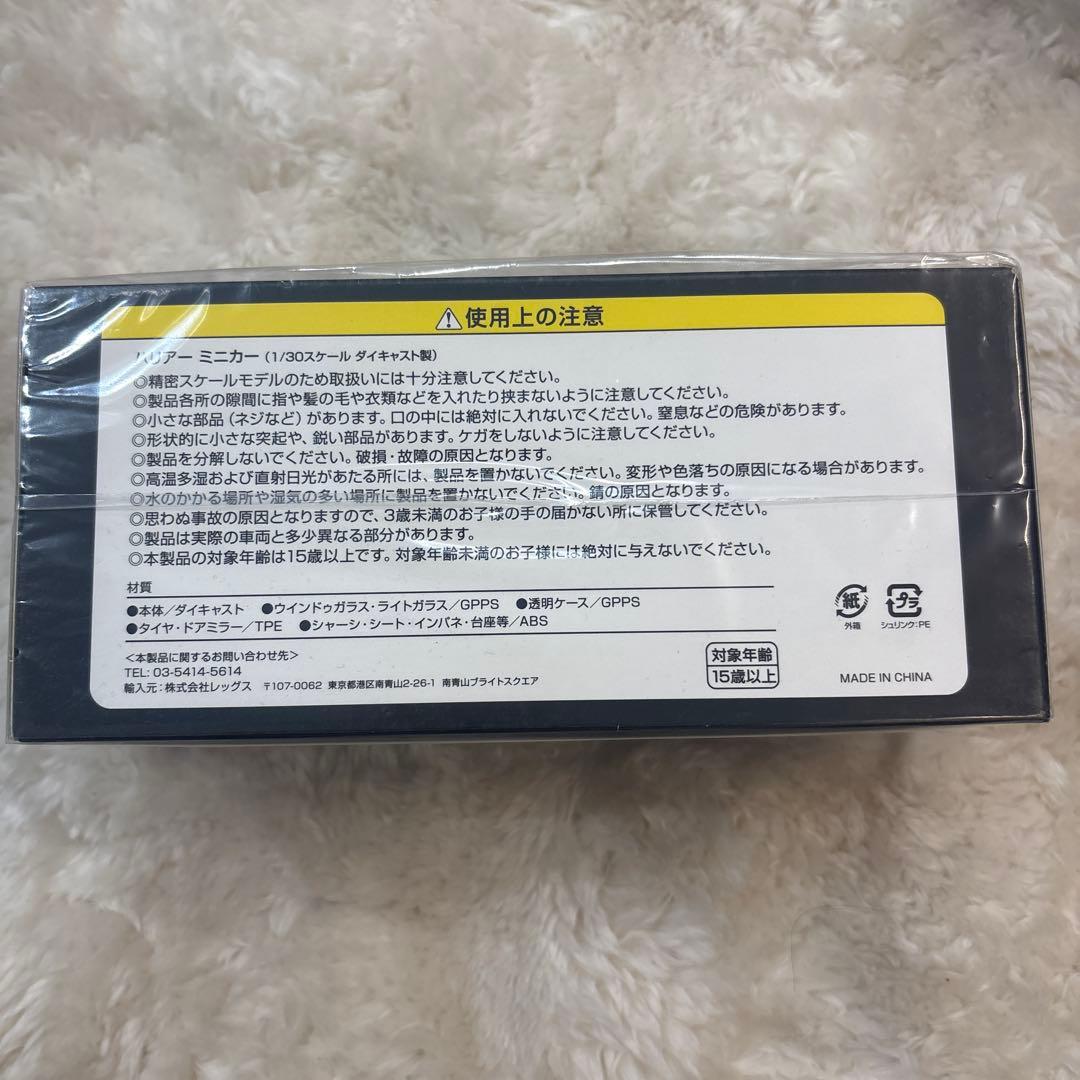 ⚠使用上の注意
ハリアー ミニカー (1/30スケール ダイキャスト製)
◎精密スケールモデルのため取扱いには十分注意してください。
◎製品各所の隙間に指や髪の毛や衣類などを入れたり挟まないように注意してください。
◎小さな部品(ネジなど)があります。口の中には絶対に入れないでください。窒息などの危険があります。
◎形状的に小さな突起や、鋭い部品があります。ケガをしないように注意してください。
◎製品を分解しないでください。破損・故障の原因となります。
◎高温多湿および直射日光があたる所には、製品を置かないでください。変形や色落ちの原因になる場合があります。
◎水のかかる場所や湿気の多い場所に製品を置かないでください。錆の原因となります。
◎思わぬ事故の原因となりますので、3歳未満のお子様の手の届かない所に保管してください。
◎製品は実際の車両と多少異なる部分があります。
◎本製品の対象年齢は15歳以上です。対象年齢未満のお子様には絶対に与えないでください。
材質
●本体/ダイキャスト ●ウインドゥガラス・ライトガラス/GPPS ●透明ケース/GPPS
●タイヤ・ドアミラー/TPE ●シャーシ・シート・インパネ・台座等/ABS
紙
外箱
プラ
シュリンク:PE
<本製品に関するお問い合わせ先>
TEL: 03-5414-5614
輸入元:株式会社レッグス 〒107-0062 東京都港区南青山2-26-1 南青山ブライトスクエア
対象年齢
15歳以上
MADE IN CHINA